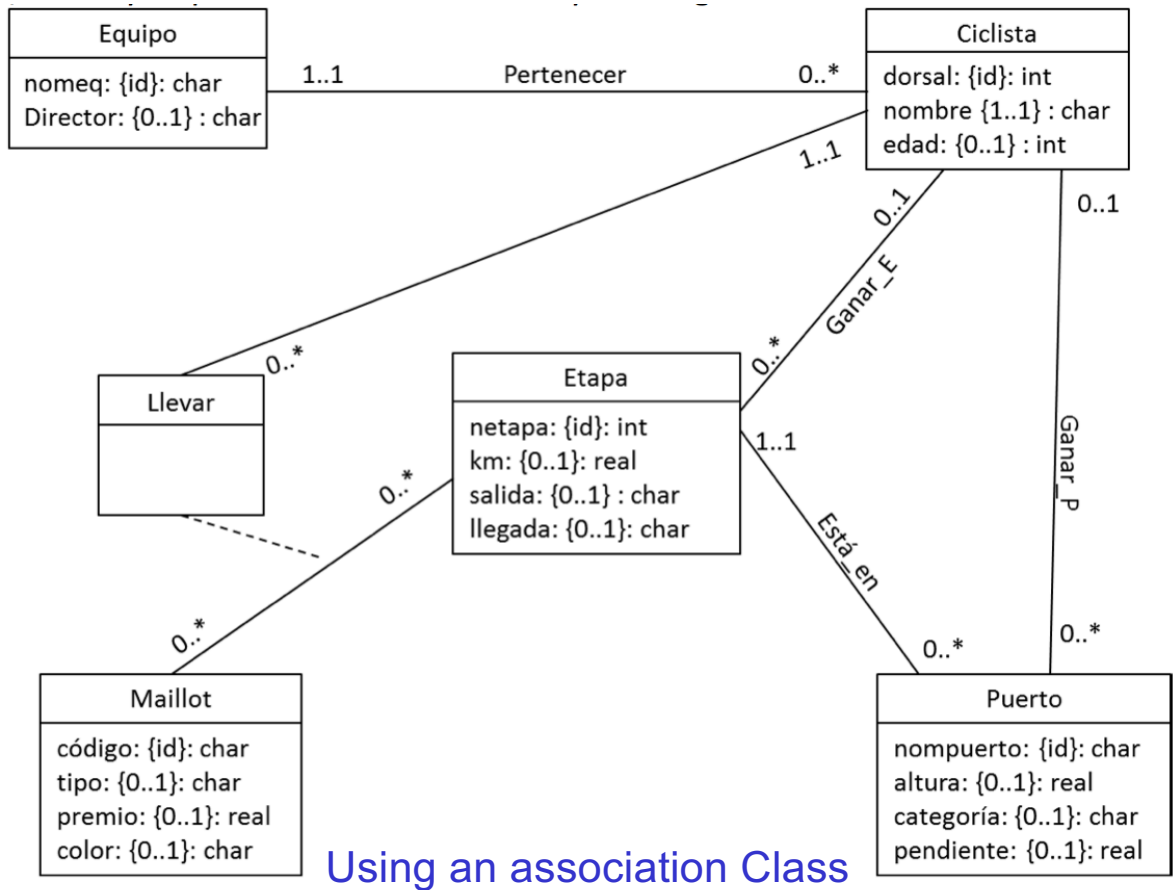 Equipo
nomeq: {id}: char
Director: {0..1} : char
1..1 Pertenecer 0..*
Ciclista
dorsal: {id}: int
nombre {1..1} : char
edad: {0..1} : int
1..1
0..1
0..1
Ganar_E
0..*
0..*
Llevar
Etapa
netapa: {id}: int
km: {0..1}: real
salida: {0..1} : char
llegada: {0..1}: char
1..1
Ganar_P
0..*
Está_en
0..*
0..*
0..*
Maillot
código: {id}: char
tipo: {0..1}: char
premio: {0..1}: real
color: {0..1}: char
Puerto
nompuerto: {id}: char
altura: {0..1}: real
categoría: {0..1}: char
pendiente: {0..1}: real
Using an association Class